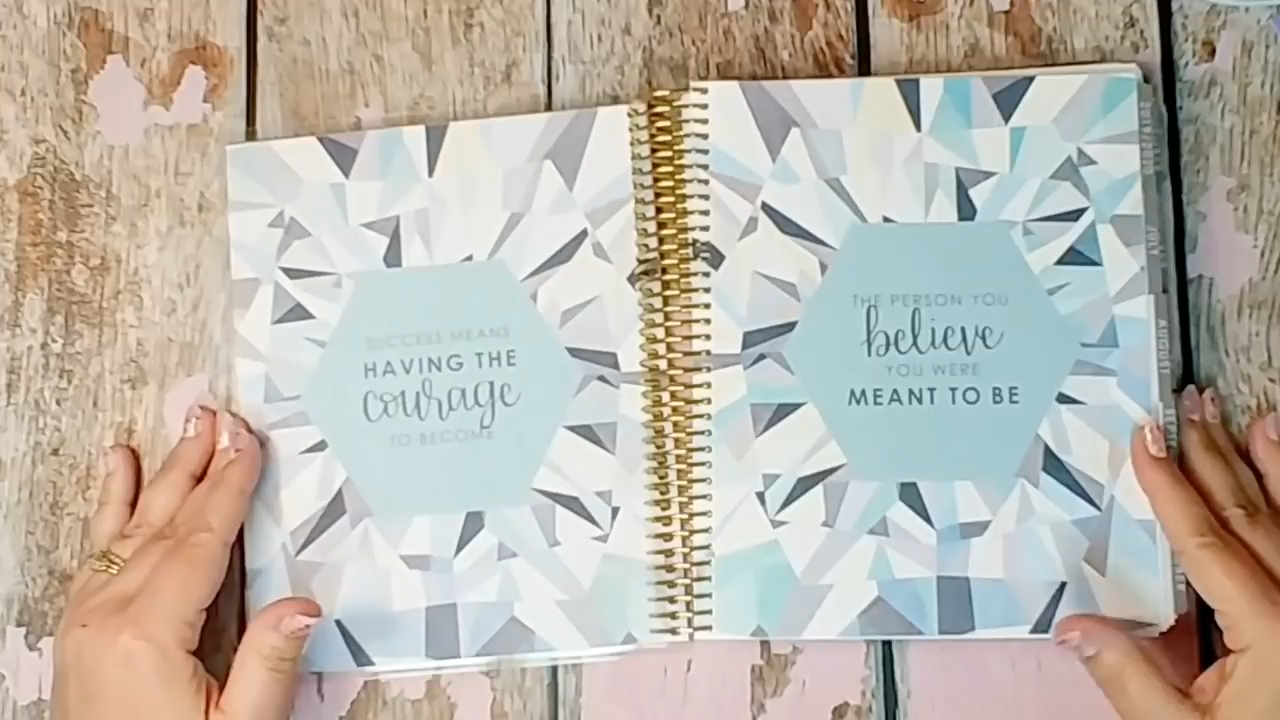 SUCCESS MEANS
HAVING THE
courage
TO BECOME
THE PERSON YOU
believe
YOU WERE
MEANT TO BE
JULY
AUGUST